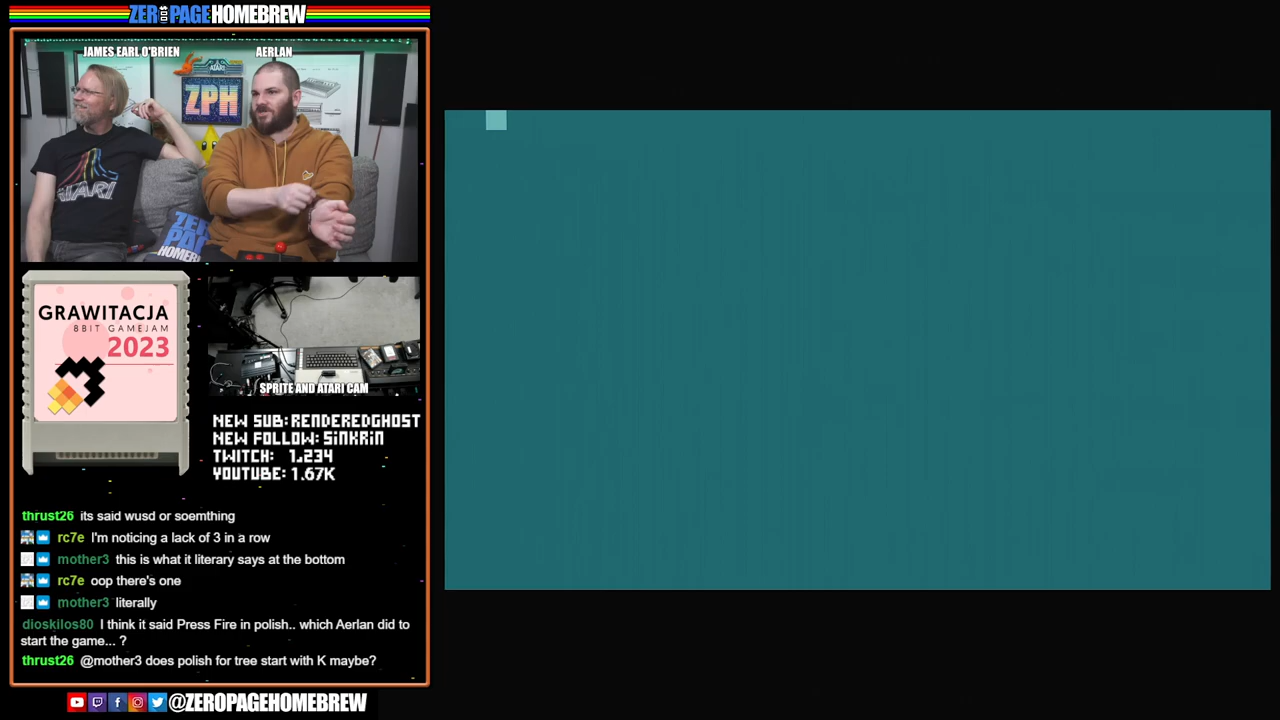 ZEROPAGE HOMEBREW
JAMES EARL O'BRIEN
AERLAN
ATARI
ZPH
ATARI
ZERO
PAGE
HOMEBREW
GRAWITACJA
8BIT GAMEJAM
2023
SPRITE AND ATARI CAM
NEW SUB: RENDEREDGHOST
NEW FOLLOW: SINKRIN
TWITCH: 1.234
YOUTUBE: 1.67K
thrust26 its said wusd or soemthing
rc7e I'm noticing a lack of 3 in a row
mother3 this is what it literary says at the bottom
rc7e oop there's one
mother3 literally
dioskilos80 I think it said Press Fire in polish.. which Aerlan did to
start the game... ?
thrust26 @mother3 does polish for tree start with K maybe?
@ZEROPAGEHOMEBREW